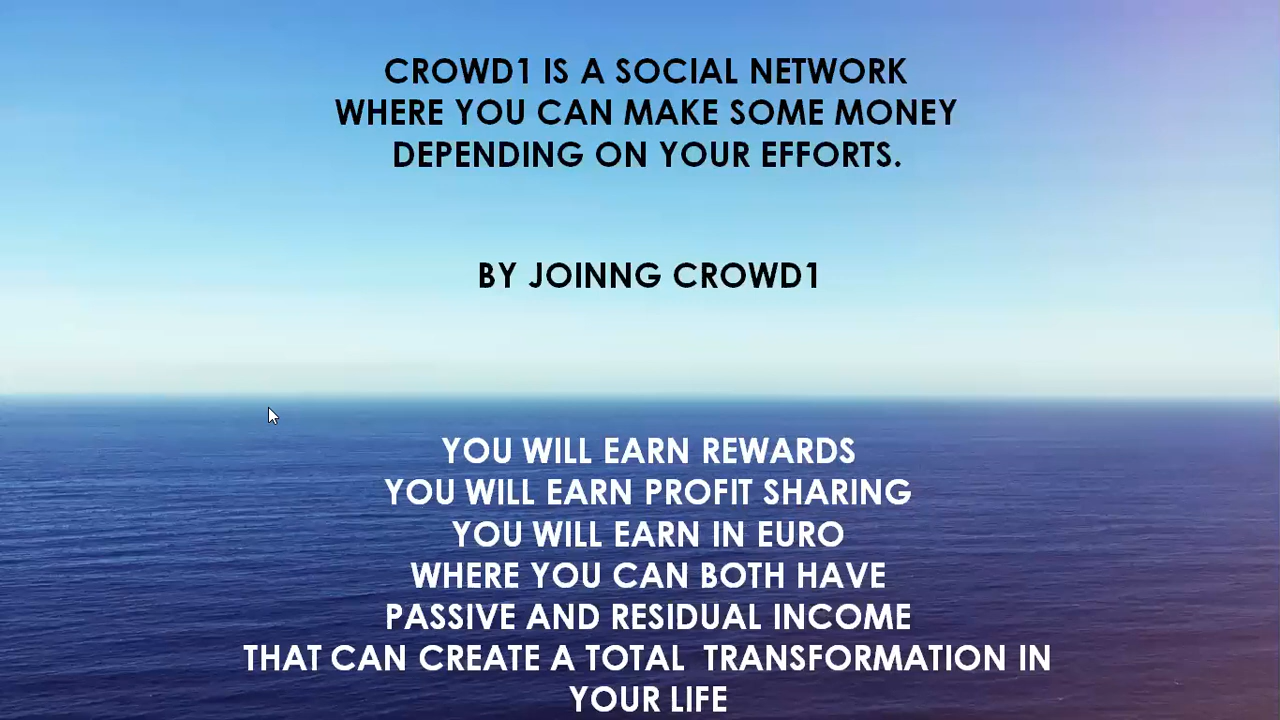 CROWD1 IS A SOCIAL NETWORK
WHERE YOU CAN MAKE SOME MONEY
DEPENDING ON YOUR EFFORTS.
BY JOINNG CROWD1
YOU WILL EARN REWARDS
YOU WILL EARN PROFIT SHARING
YOU WILL EARN IN EURO
WHERE YOU CAN BOTH HAVE
PASSIVE AND RESIDUAL INCOME
THAT CAN CREATE A TOTAL  TRANSFORMATION IN
YOUR LIFE